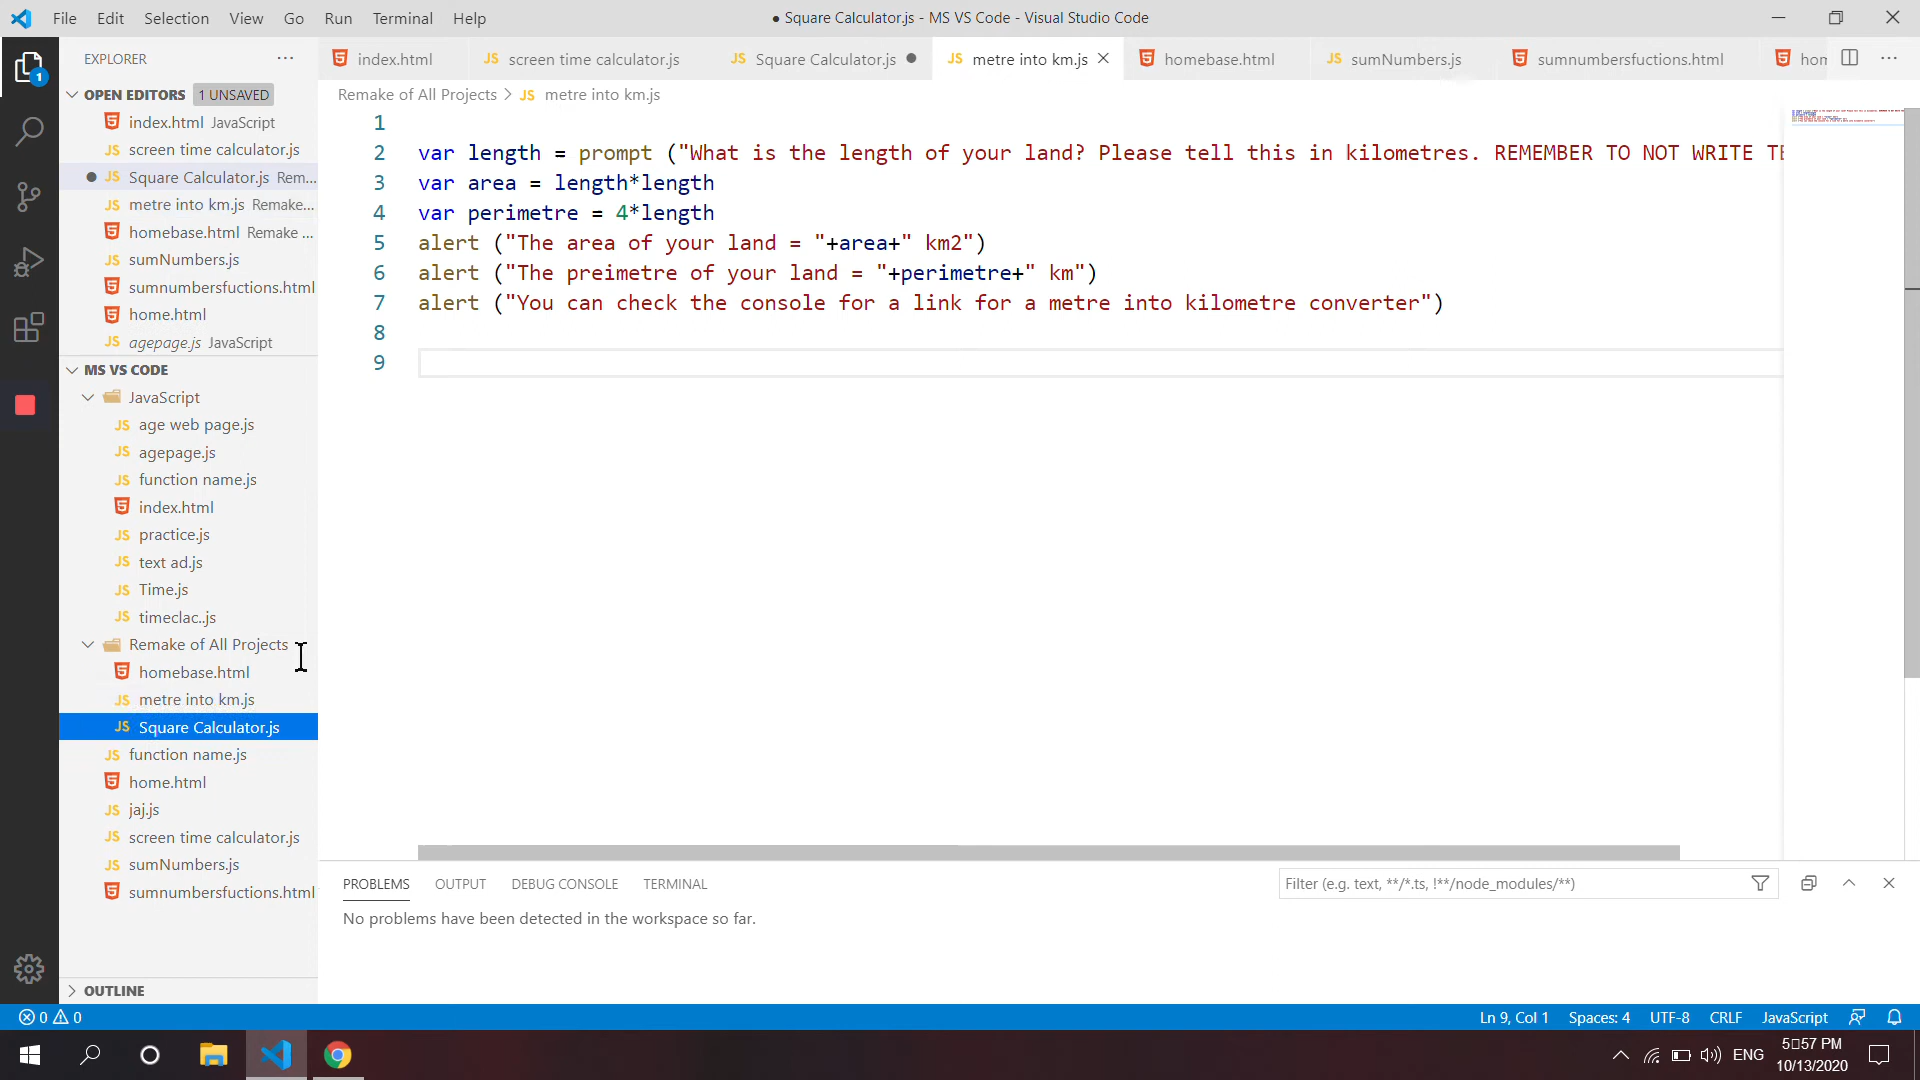 File Edit Selection View Go Run Terminal Help
● Square Calculator.js - MS VS Code - Visual Studio Code
EXPLORER
index.html
screen time calculator.js
Square Calculator.js
metre into km.js
homebase.html
sumNumbers.js
sumnumbersfuctions.html
hom
Remake of All Projects > metre into km.js
1
OPEN EDITORS 1 UNSAVED
index.html JavaScript
screen time calculator.js
Square Calculator.js Rem...
metre into km.js Remake...
homebase.html Remake ...
sumNumbers.js
sumnumbersfuctions.html
home.html
agepage.js JavaScript
MS VS CODE
JavaScript
age web page.js
agepage.js
function name.js
index.html
practice.js
text ad.js
Time.js
timeclac..js
Remake of All Projects
homebase.html
metre into km.js
Square Calculator.js
function name.js
home.html
jaj.js
screen time calculator.js
sumNumbers.js
sumnumbersfuctions.html
OUTLINE
1
2 var length = prompt ("What is the length of your land? Please tell this in kilometres. REMEMBER TO NOT WRITE TE
3 var area = length*length
4 var perimetre = 4*length
5 alert ("The area of your land = "+area+" km2")
6 alert ("The preimetre of your land = "+perimetre+" km")
7 alert ("You can check the console for a link for a metre into kilometre converter")
8
9
PROBLEMS OUTPUT DEBUG CONSOLE TERMINAL
Filter (e.g. text, **/*.ts, !**/node_modules/**)
No problems have been detected in the workspace so far.
0 0
Ln 9, Col 1 Spaces: 4 UTF-8 CRLF JavaScript
ENG
5□57 PM
10/13/2020